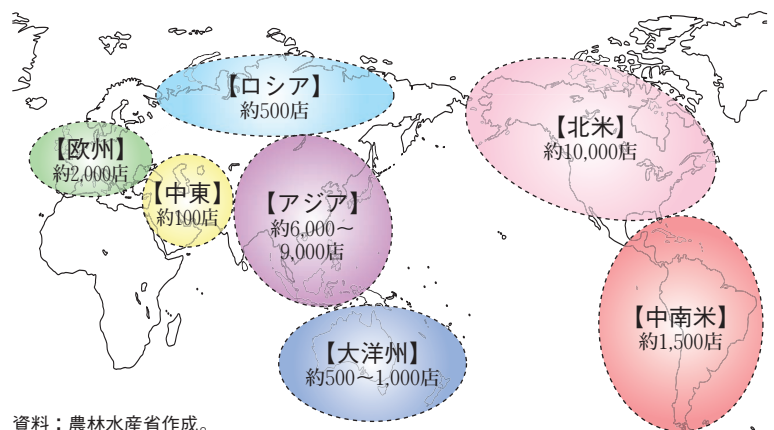 【ロシア】
約500店
【北米】
約10,000店
【欧州】
約2,000店
【中東】
約100店
【アジア】
約6,000～
9,000店
【中南米】
約1,500店
【大洋州】
約500～1,000店
資料：農林水産省作成。